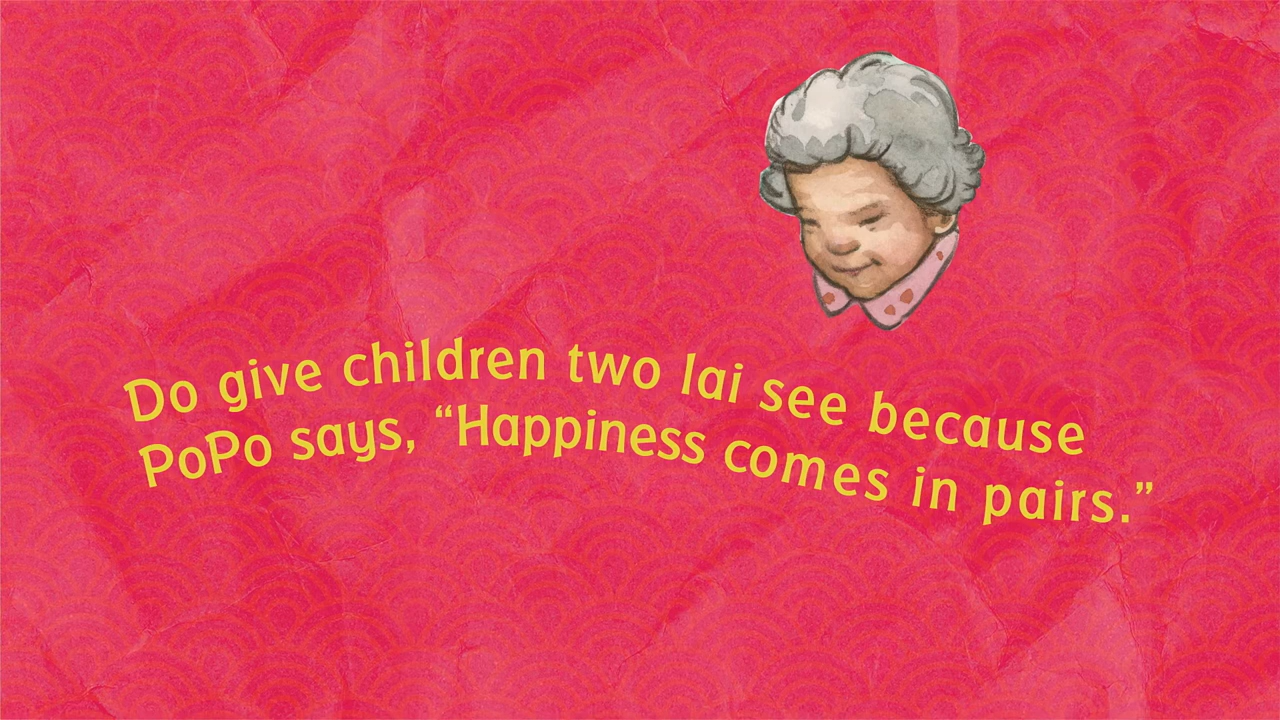 Do give children two lai see because
PoPo says, “Happiness comes in pairs.”